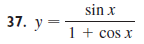 37. y = sin x / (1 + cos x)